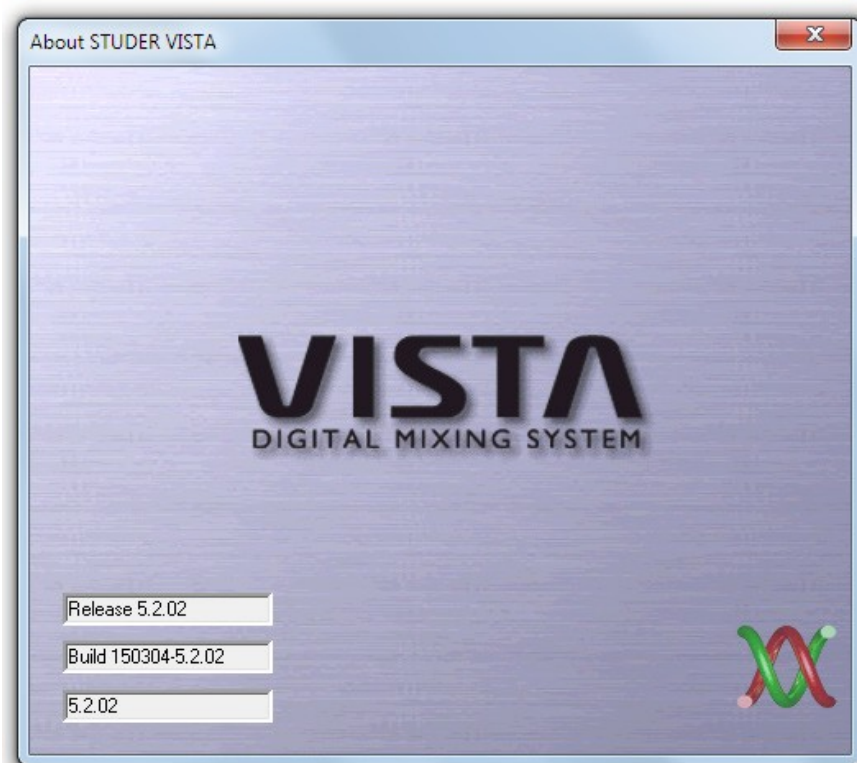 About STUDER VISTA
VISTA
DIGITAL MIXING SYSTEM
Release 5.2.02
Build 150304-5.2.02
5.2.02